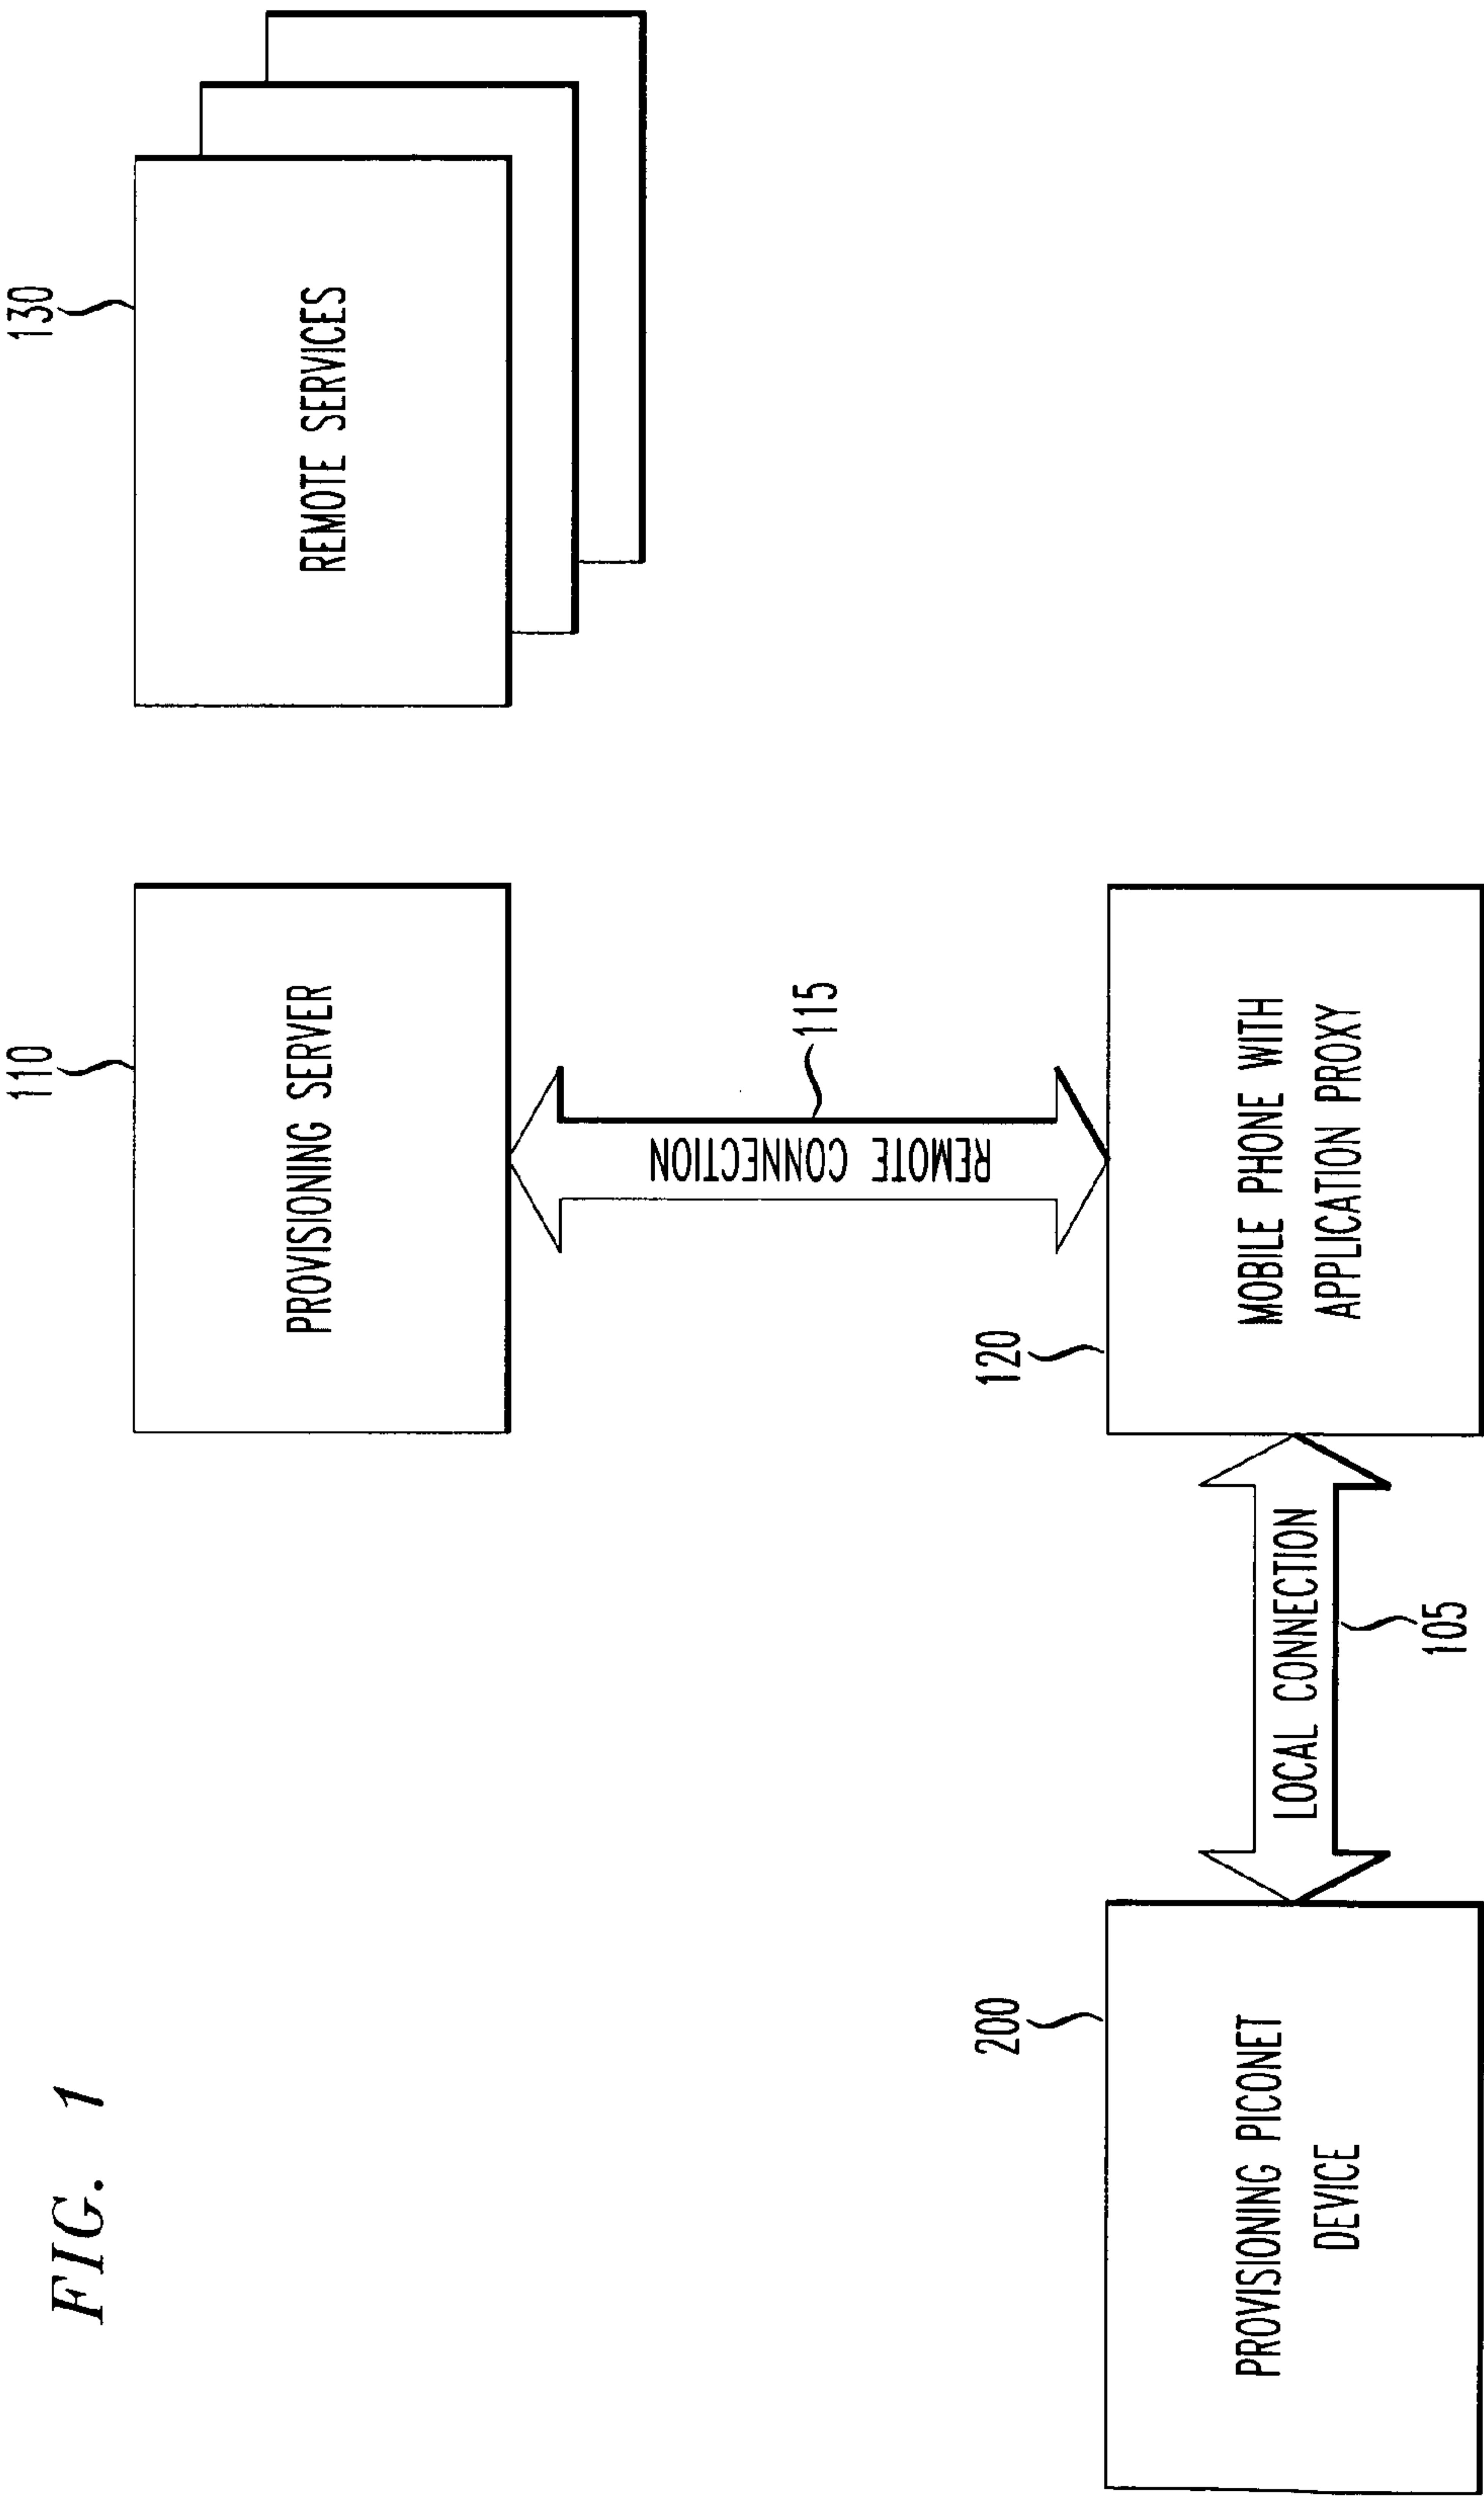 FIG. 1
110
PROVISIONING SERVER
130
REMOTE SERVICES
REMOTE CONNECTION
115
200
PROVISIONING PICONET
DEVICE
LOCAL CONNECTION
105
120
MOBILE PHONE WITH
APPLICATION PROXY